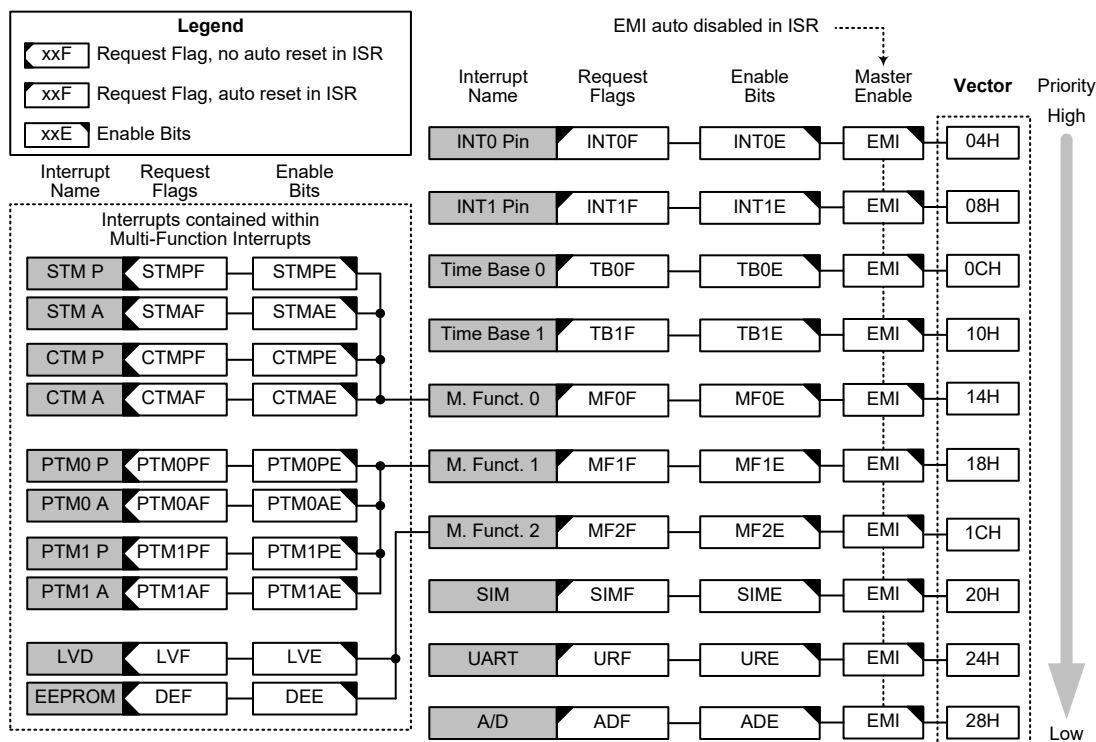 Legend
xxF Request Flag, no auto reset in ISR
xxF Request Flag, auto reset in ISR
xxE Enable Bits
EMI auto disabled in ISR
Interrupt Name Request Flags Enable Bits Master Enable Vector Priority
High
INT0 Pin INT0F INT0E EMI 04H
INT1 Pin INT1F INT1E EMI 08H
Time Base 0 TB0F TB0E EMI 0CH
Time Base 1 TB1F TB1E EMI 10H
M. Funct. 0 MF0F MF0E EMI 14H
M. Funct. 1 MF1F MF1E EMI 18H
M. Funct. 2 MF2F MF2E EMI 1CH
SIM SIMF SIME EMI 20H
UART URF URE EMI 24H
A/D ADF ADE EMI 28H
Low
Interrupt Name Request Flags Enable Bits
Interrupts contained within
Multi-Function Interrupts
STM P STMPF STMPE
STM A STMAF STMAE
CTM P CTMPF CTMPE
CTM A CTMAF CTMAE
PTM0 P PTM0PF PTM0PE
PTM0 A PTM0AF PTM0AE
PTM1 P PTM1PF PTM1PE
PTM1 A PTM1AF PTM1AE
LVD LVF LVE
EEPROM DEF DEE